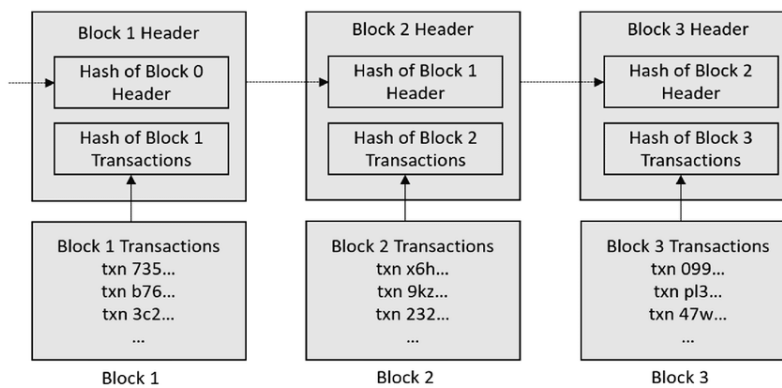 Block 1 Header
Hash of Block 0
Header
Hash of Block 1
Transactions
Block 1 Transactions
txn 735...
txn b76...
txn 3c2...
...
Block 1
Block 2 Header
Hash of Block 1
Header
Hash of Block 2
Transactions
Block 2 Transactions
txn x6h...
txn 9kz...
txn 232...
...
Block 2
Block 3 Header
Hash of Block 2
Header
Hash of Block 3
Transactions
Block 3 Transactions
txn 099...
txn pl3...
txn 47w...
...
Block 3